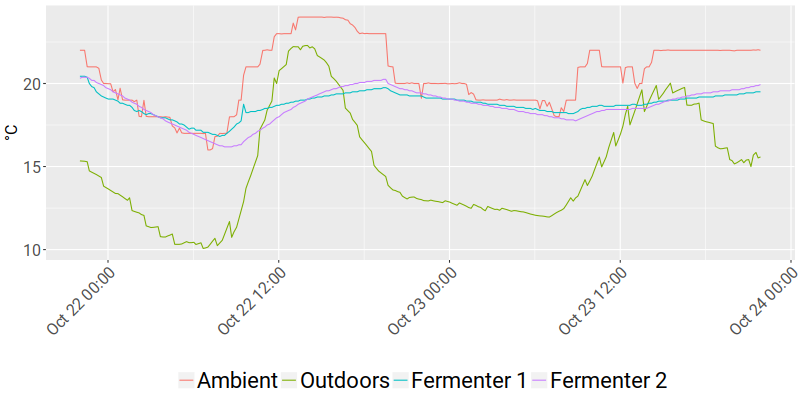 °C
20
15
10
Oct 22 00:00
Oct 22 12:00
Oct 23 00:00
Oct 23 12:00
Oct 24 00:00
Ambient Outdoors Fermenter 1 Fermenter 2